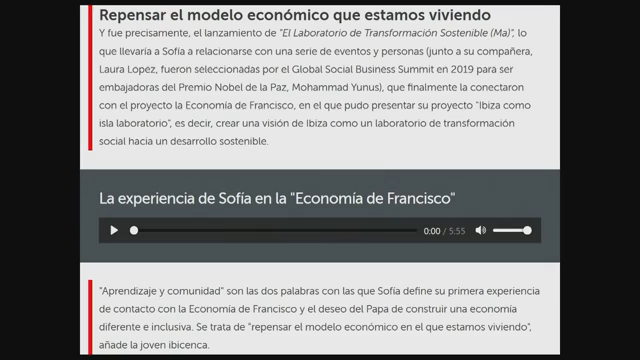 Repensar el modelo económico que estamos viviendo
Y fue precisamente, el lanzamiento de "El Laboratorio de Transformación Sostenible (Ma)", lo
que llevaría a Sofía a relacionarse con una serie de eventos y personas (junto a su compañera,
Laura Lopez, fueron seleccionadas por el Global Social Business Summit en 2019 para ser
embajadoras del Premio Nobel de la Paz, Mohammad Yunus), que finalmente la conectaron
con el proyecto la Economía de Francisco, en el que pudo presentar su proyecto "Ibiza como
isla laboratorio", es decir, crear una visión de Ibiza como un laboratorio de transformación
social hacia un desarrollo sostenible.
La experiencia de Sofía en la "Economía de Francisco"
0:00 / 5:55
"Aprendizaje y comunidad" son las dos palabras con las que Sofía define su primera experiencia
de contacto con la Economía de Francisco y el deseo del Papa de construir una economía
diferente e inclusiva. Se trata de "repensar el modelo económico en el que estamos viviendo",
añade la joven ibicenca.